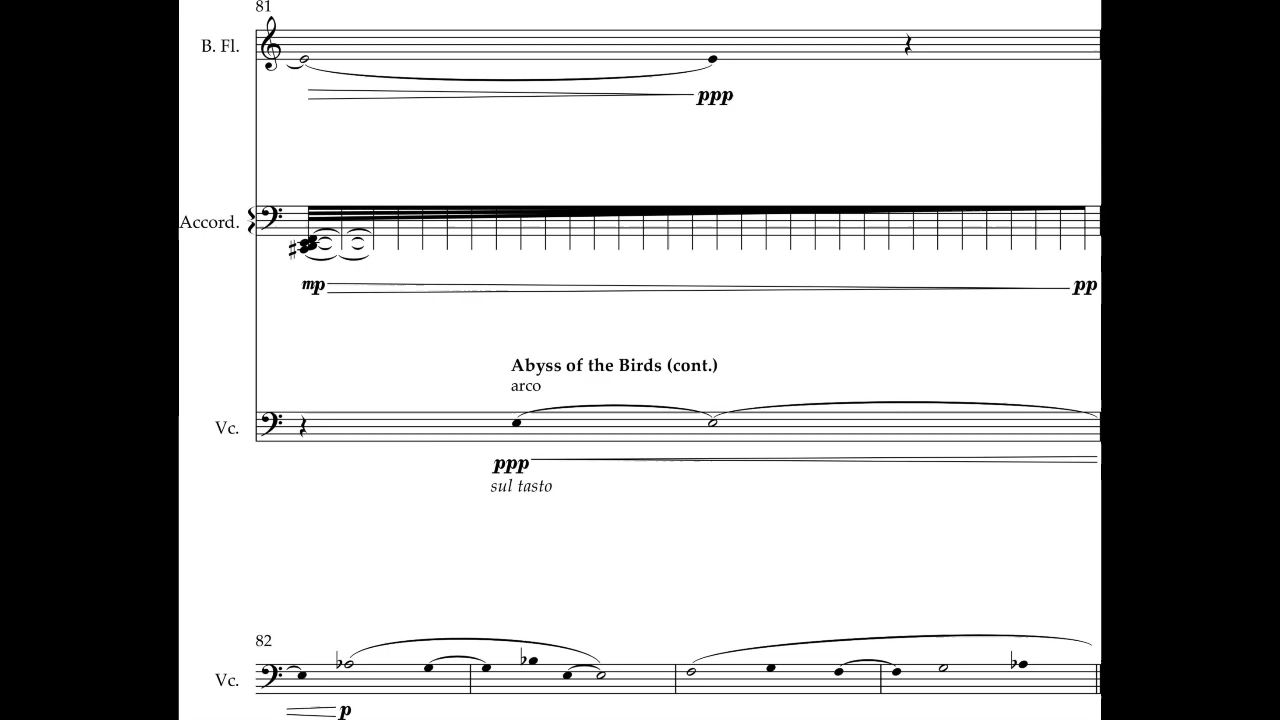 81
B. Fl.
ppp
Accord.
mp
pp
Abyss of the Birds (cont.)
arco
Vc.
ppp
sul tasto
82
Vc.
p